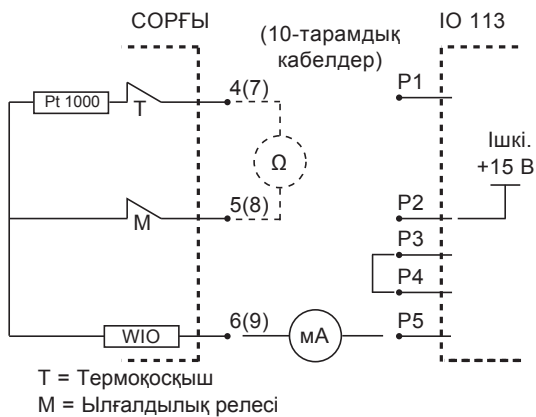 СОРҒЫ
(10-тарамдық
кабелдер)
IO 113
Pt 1000
T
4(7)
P1
Ω
Ішкі.
+15 В
M
5(8)
P2
P3
P4
WIO
6(9)
мА
P5
T = Термоқосқыш
M = Ылғалдылық релесі